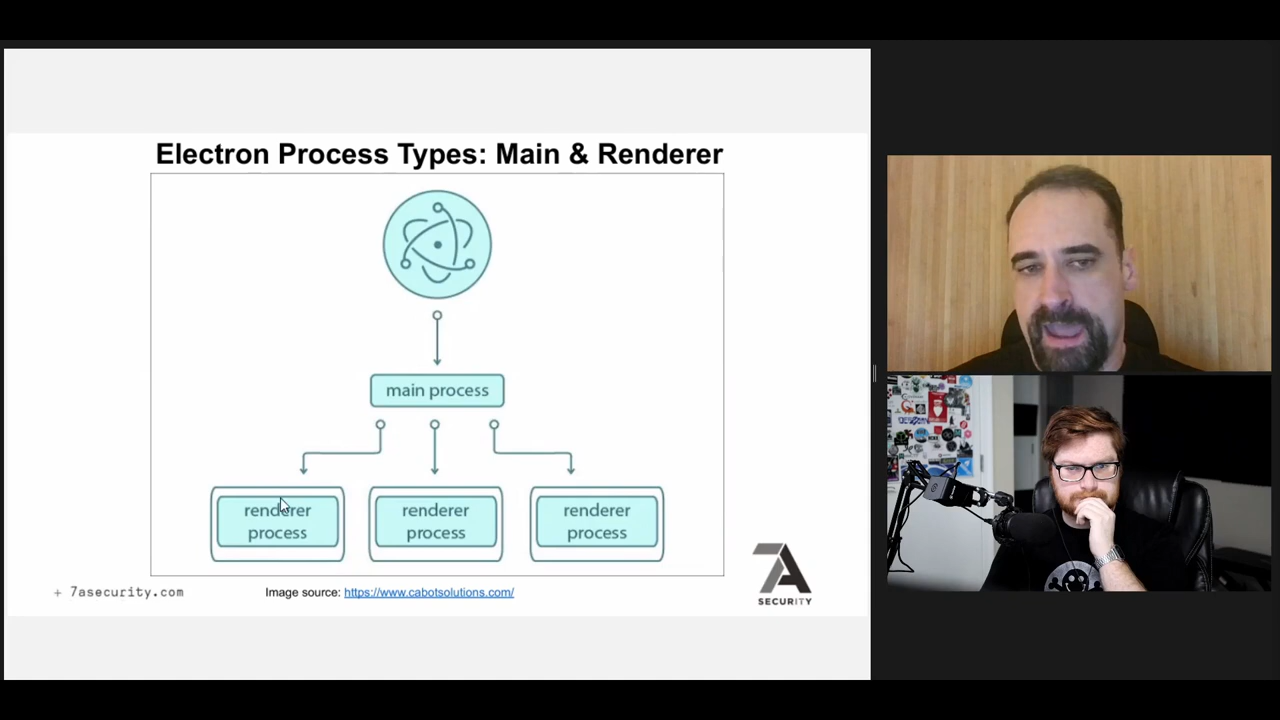 Electron Process Types: Main & Renderer
main process
renderer process
renderer process
renderer process
+ 7asecurity.com
Image source: https://www.cabotsolutions.com/
7A
SECURITY